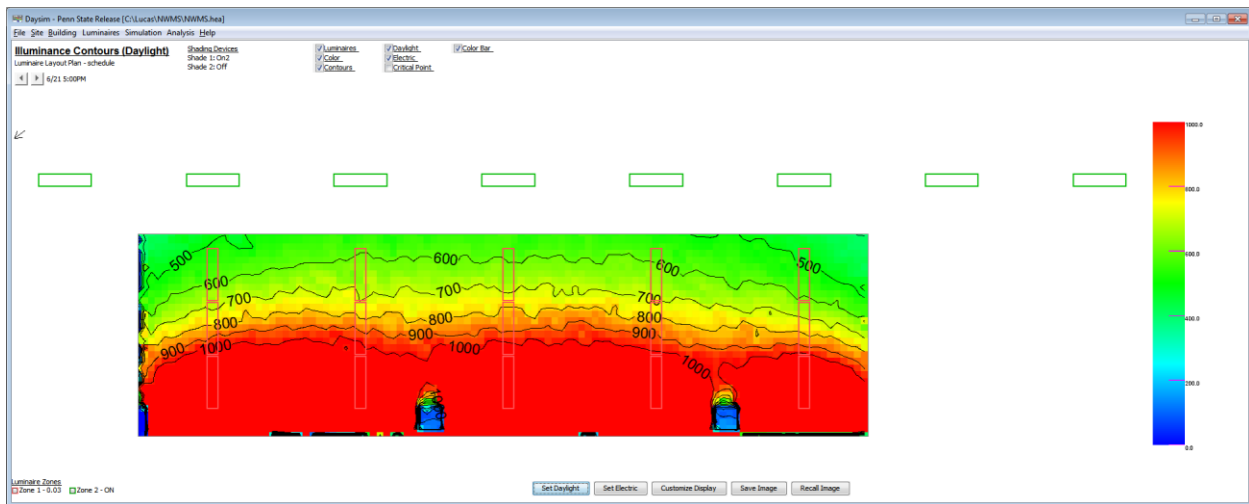 Daysim - Penn State Release [C:\Lucas\NWMS\NWMS.hea]
File Site Building Luminaires Simulation Analysis Help
Illuminance Contours (Daylight)
Luminaire Layout Plan - schedule
6/21 5:00PM
Shading Devices
Shade 1: On2
Shade 2: Off
Luminaires
Color
Contours
Daylight
Electric
Critical Point
Color Bar
1000.0
800.0
600.0
400.0
200.0
0.0
500
600
600
500
600
700
700
700
800
800
800
900
900
900
1000
1000
1000
Luminaire Zones
Zone 1 - 0.03 Zone 2 - ON
Set Daylight Set Electric Customize Display Save Image Recall Image